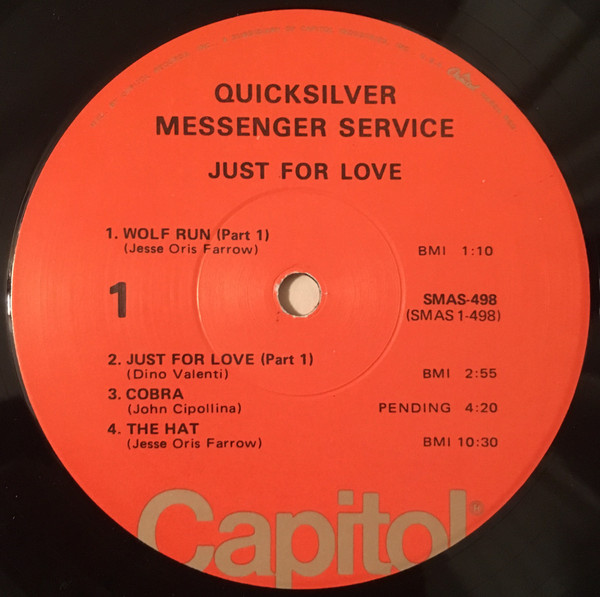 QUICKSILVER
MESSENGER SERVICE
JUST FOR LOVE
1. WOLF RUN (Part 1)
(Jesse Oris Farrow) BMI 1:10
1
SMAS-498
(SMAS 1-498)
2. JUST FOR LOVE (Part 1)
(Dino Valenti) BMI 2:55
3. COBRA
(John Cipollina) PENDING 4:20
4. THE HAT
(Jesse Oris Farrow) BMI 10:30
Capitol®